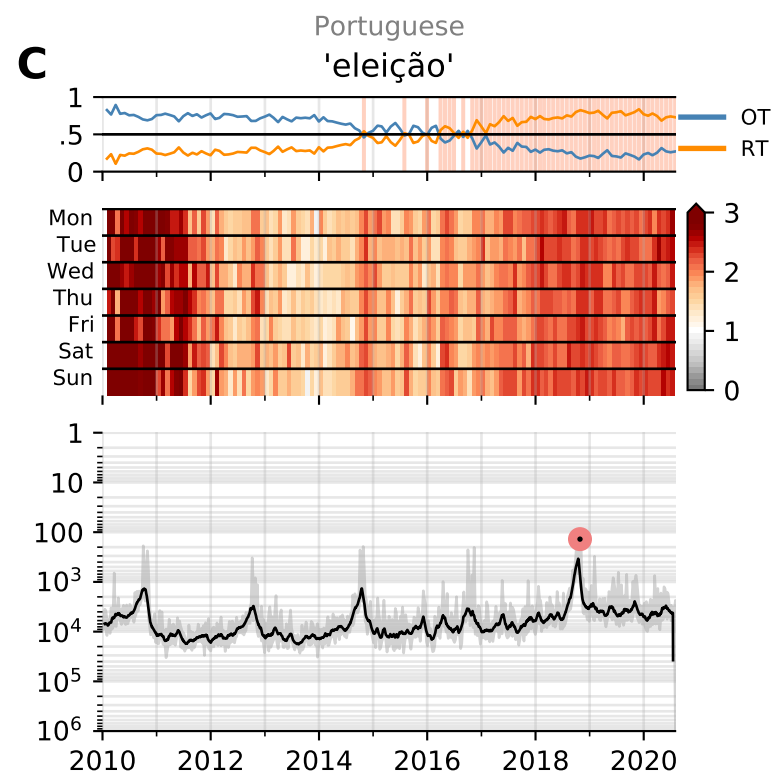 Portuguese
C
'eleição'
1
.5
0
OT
RT
Mon
Tue
Wed
Thu
Fri
Sat
Sun
3
2
1
0
1
10
100
10³
10⁴
10⁵
10⁶
2010 2012 2014 2016 2018 2020